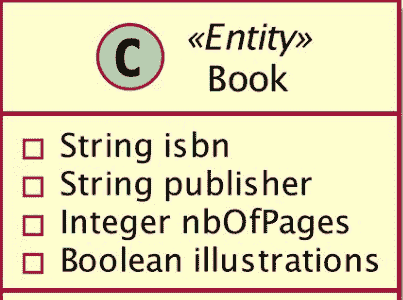 C
«Entity»
Book
String isbn
String publisher
Integer nbOfPages
Boolean illustrations